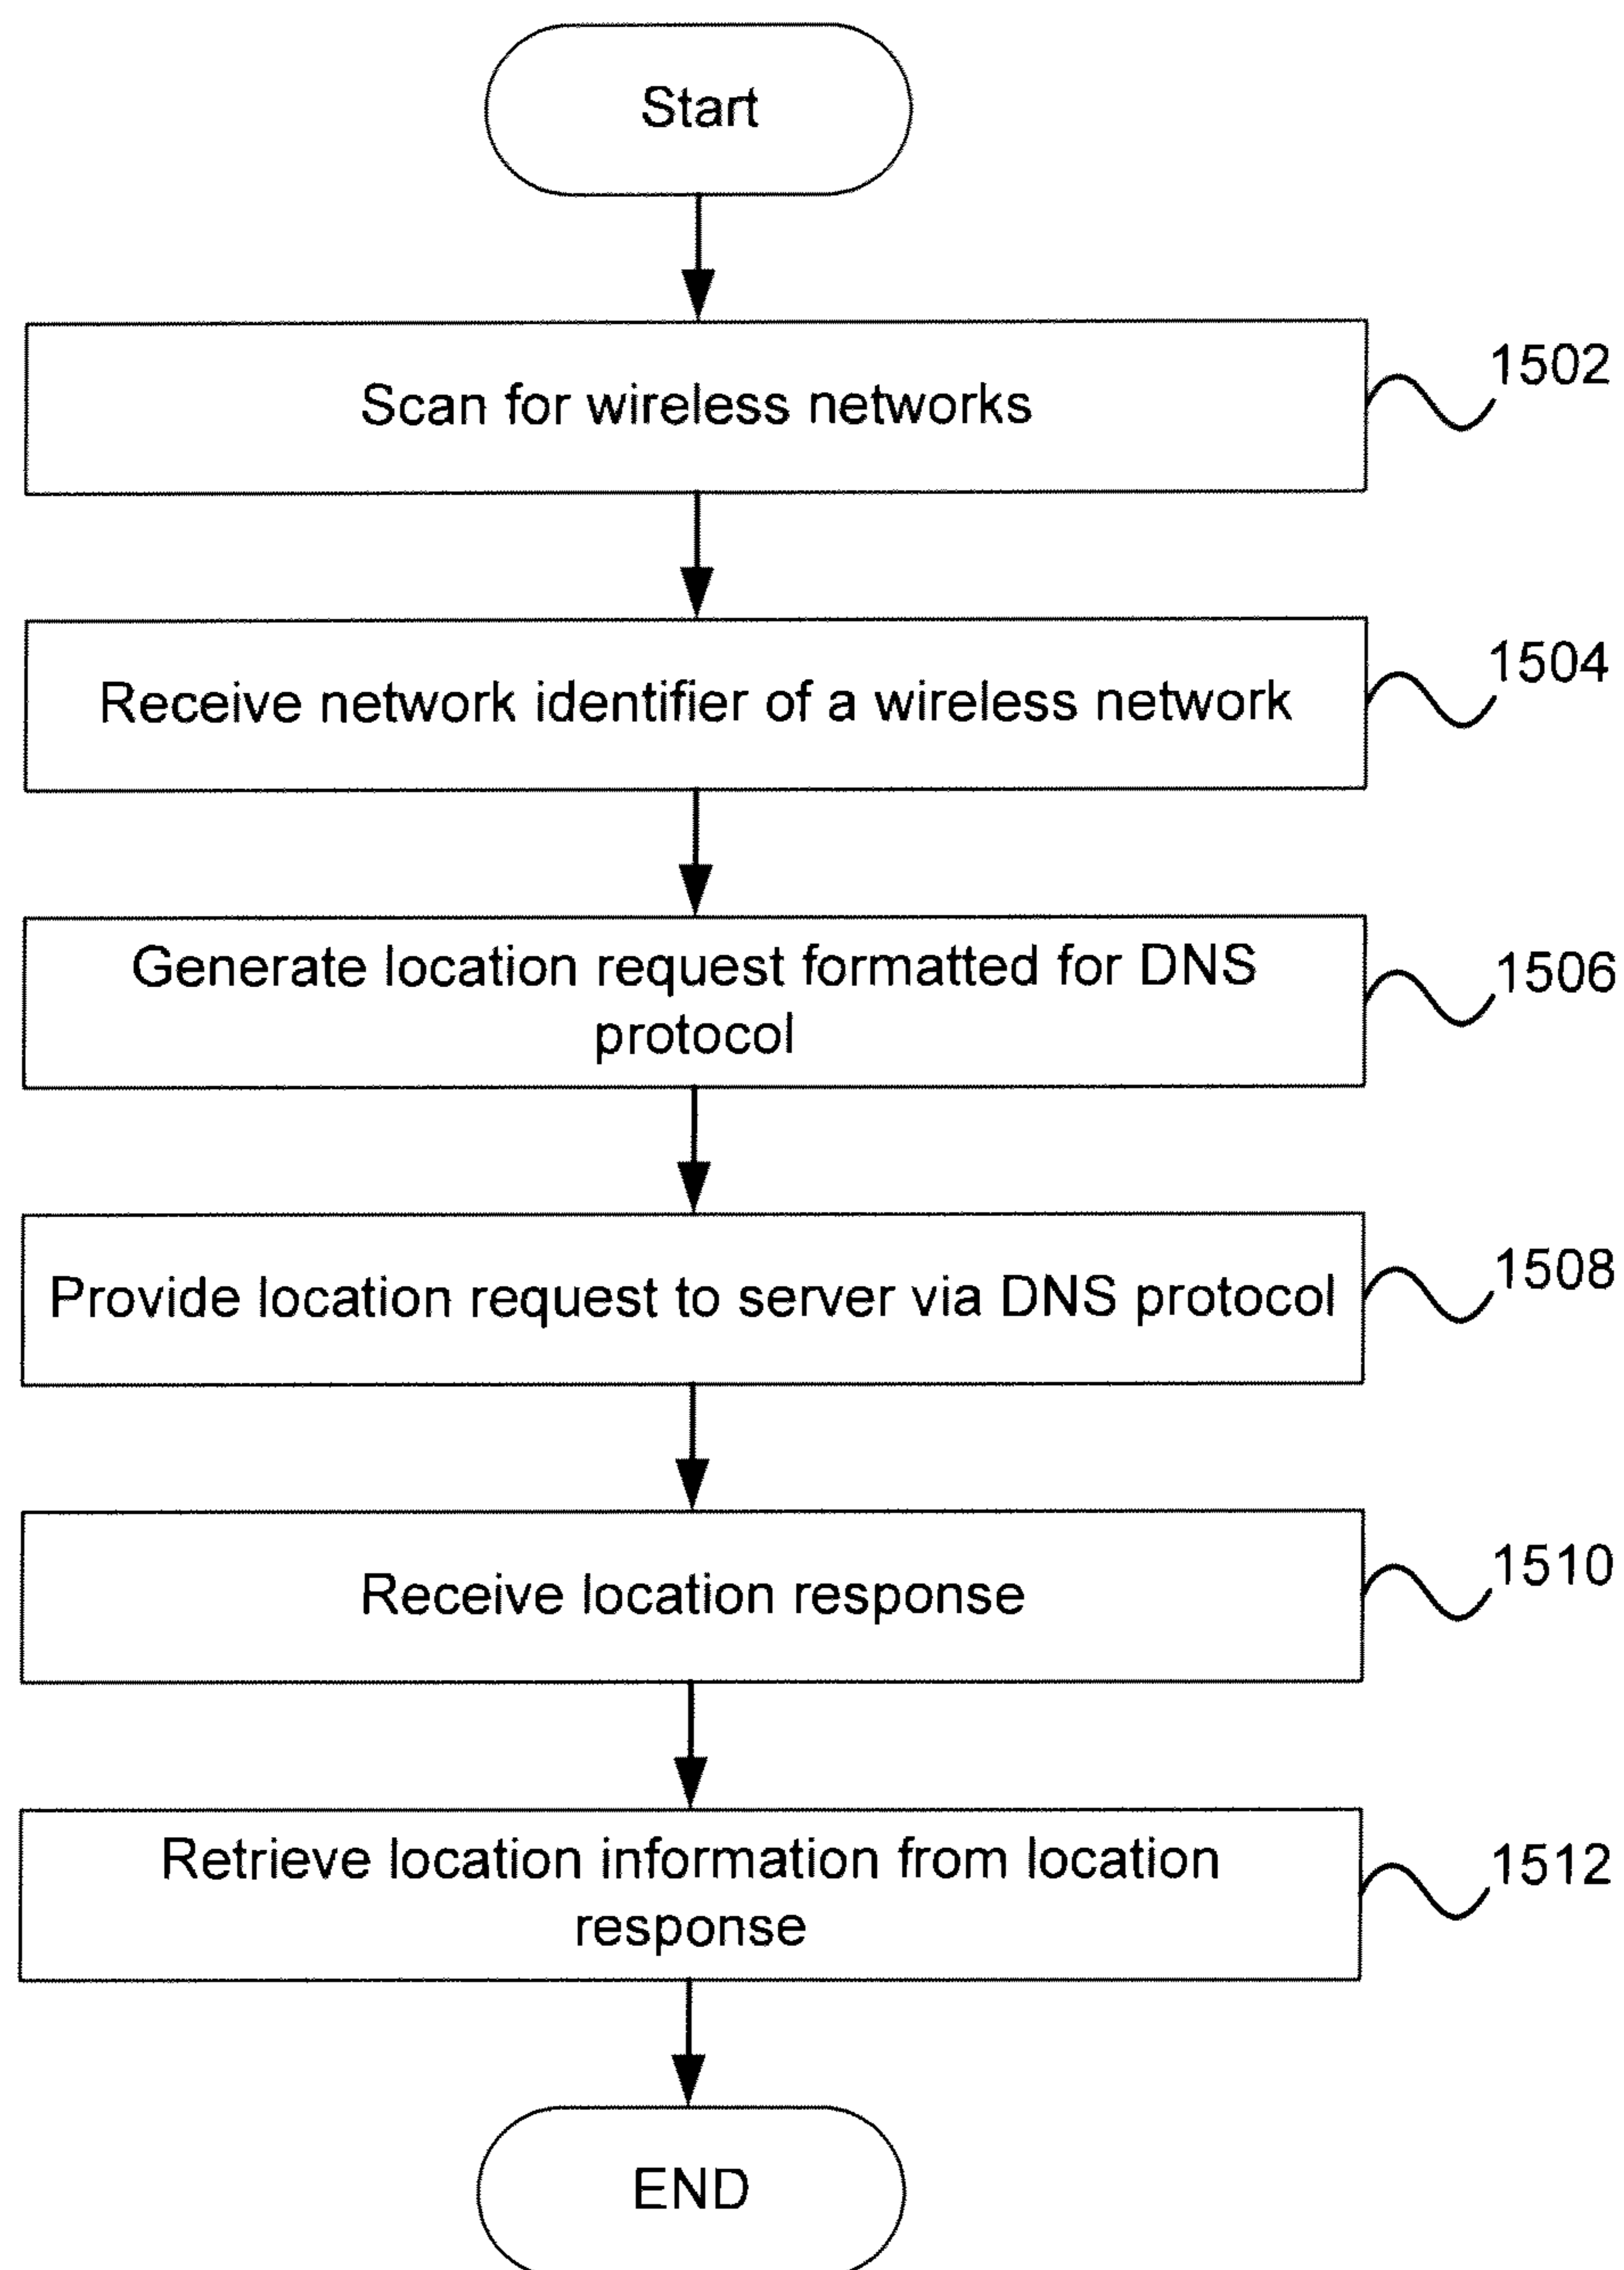 Start
Scan for wireless networks
1502
Receive network identifier of a wireless network
1504
Generate location request formatted for DNS
protocol
1506
Provide location request to server via DNS protocol
1508
Receive location response
1510
Retrieve location information from location
response
1512
END